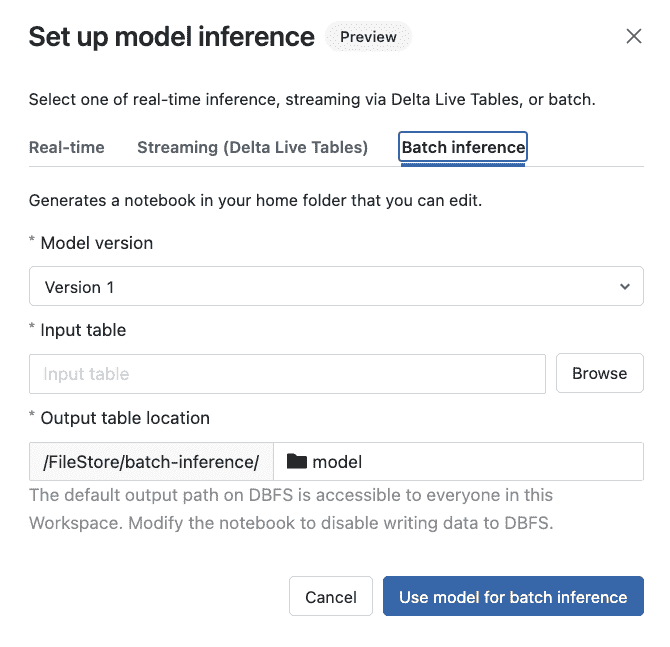 Set up model inference Preview
Select one of real-time inference, streaming via Delta Live Tables, or batch.
Real-time Streaming (Delta Live Tables) Batch inference
Generates a notebook in your home folder that you can edit.
* Model version
Version 1
* Input table
Input table Browse
* Output table location
/FileStore/batch-inference/ model
The default output path on DBFS is accessible to everyone in this
Workspace. Modify the notebook to disable writing data to DBFS.
Cancel Use model for batch inference